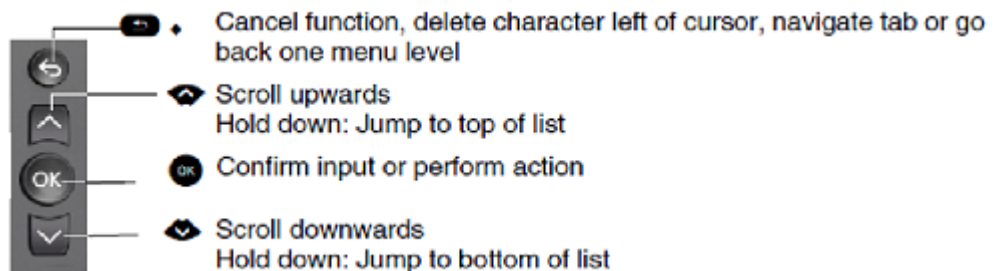 Cancel function, delete character left of cursor, navigate tab or go
back one menu level
Scroll upwards
Hold down: Jump to top of list
OK
OK
Confirm input or perform action
Scroll downwards
Hold down: Jump to bottom of list